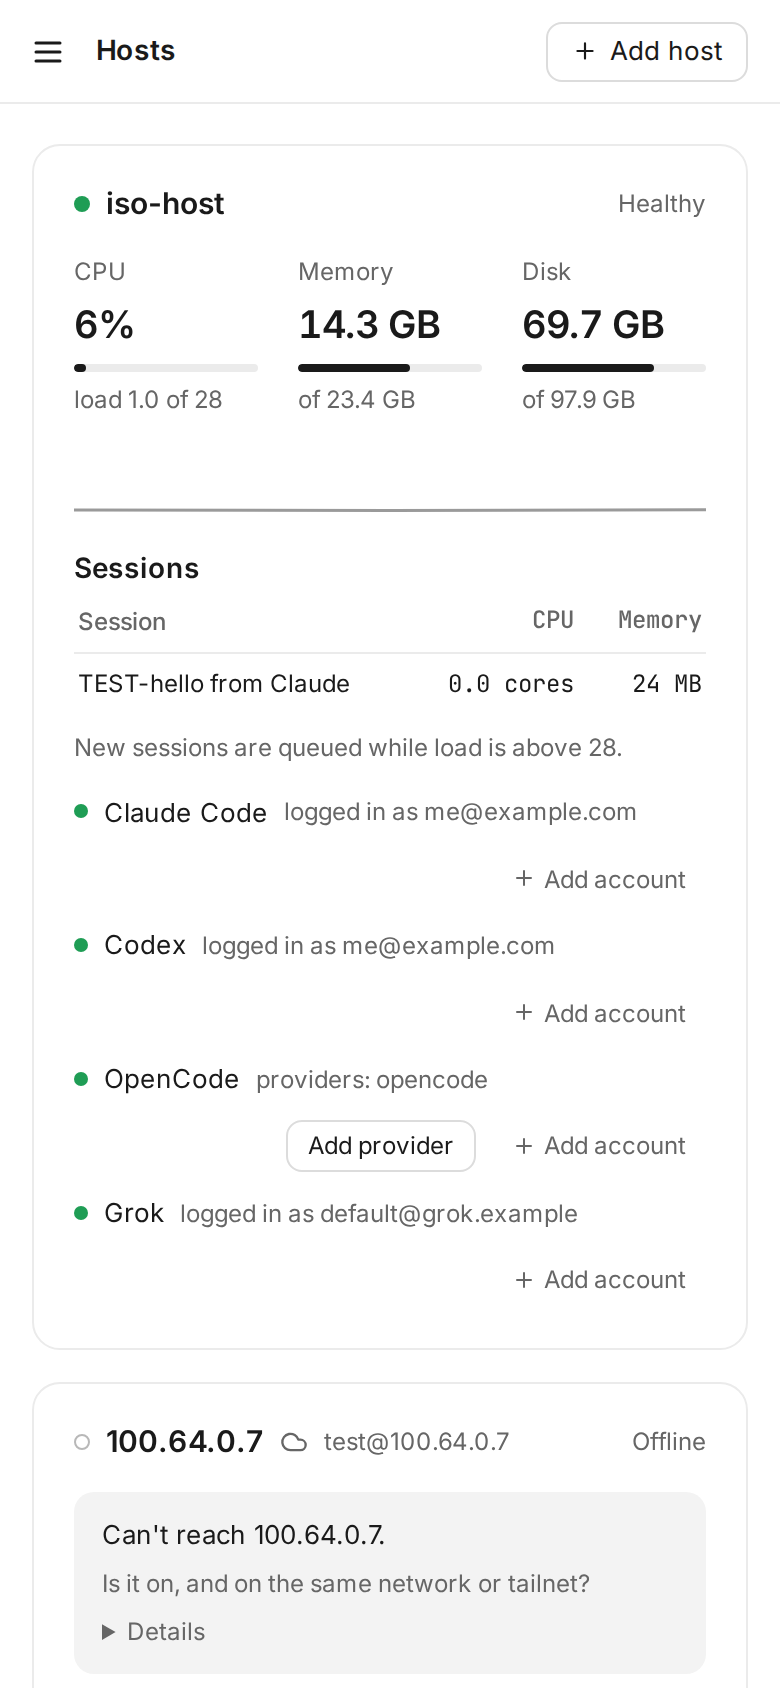 Hosts
+ Add host
iso-host
Healthy
CPU Memory Disk
6% 14.3 GB 69.7 GB
load 1.0 of 28 of 23.4 GB of 97.9 GB
Sessions
Session CPU Memory
TEST-hello from Claude 0.0 cores 24 MB
New sessions are queued while load is above 28.
Claude Code logged in as me@example.com
+ Add account
Codex logged in as me@example.com
+ Add account
OpenCode providers: opencode
Add provider + Add account
Grok logged in as default@grok.example
+ Add account
100.64.0.7 test@100.64.0.7 Offline
Can't reach 100.64.0.7.
Is it on, and on the same network or tailnet?
Details